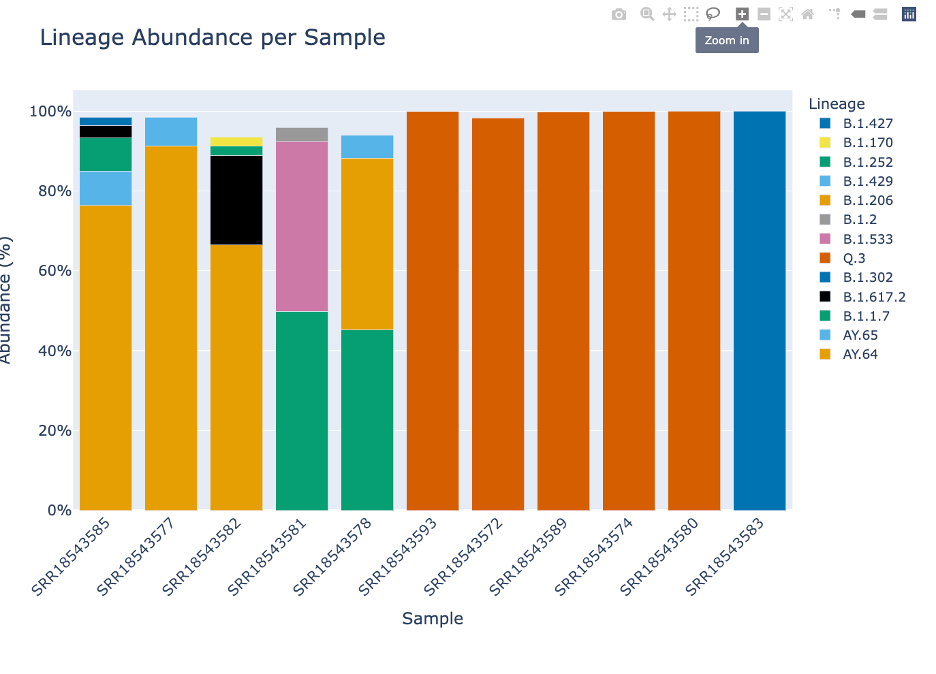 Zoom in
Lineage Abundance per Sample
Lineage
B.1.427
B.1.170
B.1.252
B.1.429
B.1.206
B.1.2
B.1.533
Q.3
B.1.302
B.1.617.2
B.1.1.7
AY.65
AY.64
Abundance (%)
100%
80%
60%
40%
20%
0%
SRR18543585
SRR18543577
SRR18543582
SRR18543581
SRR18543578
SRR18543593
SRR18543572
SRR18543589
SRR18543574
SRR18543580
SRR18543583
Sample